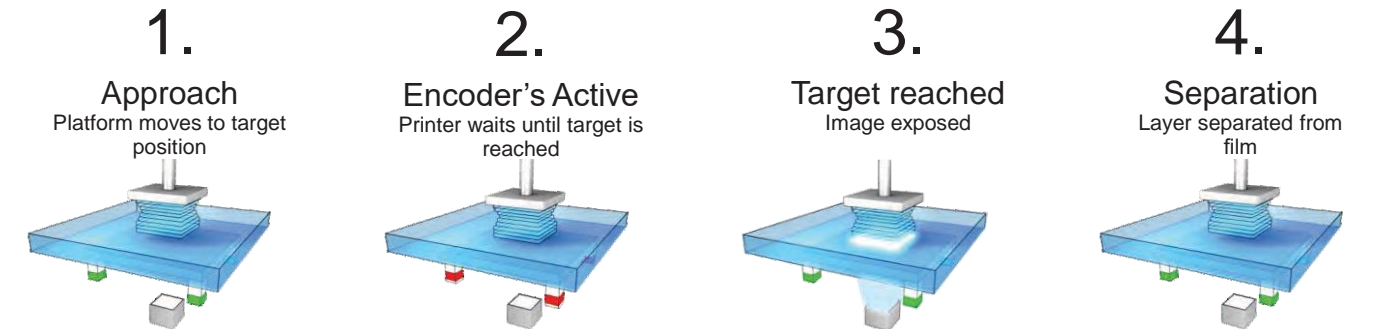 1.
Approach
Platform moves to target
position
2.
Encoder’s Active
Printer waits until target is
reached
3.
Target reached
Image exposed
4.
Separation
Layer separated from
film